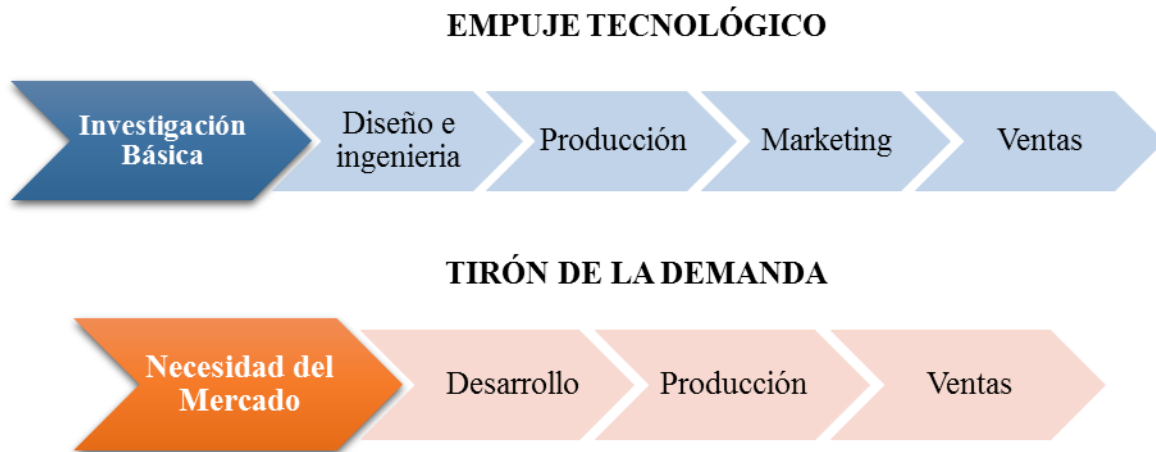 EMPUJE TECNOLÓGICO
Investigación
Básica
Diseño e
ingenieria
Producción
Marketing
Ventas
TIRÓN DE LA DEMANDA
Necesidad del
Mercado
Desarrollo
Producción
Ventas